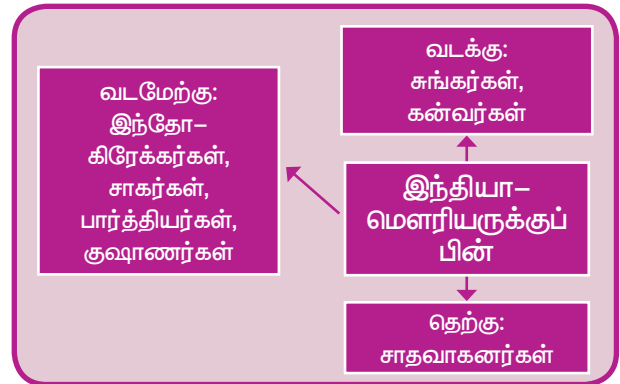 வடமேற்கு:
இந்தோ–
கிரேக்கர்கள்,
சாகர்கள்,
பார்த்தியர்கள்,
குஷாணர்கள்
வடக்கு:
சுங்கர்கள்,
கன்வர்கள்
இந்தியா–
மௌரியருக்குப்
பின்
தெற்கு:
சாதவாகனர்கள்